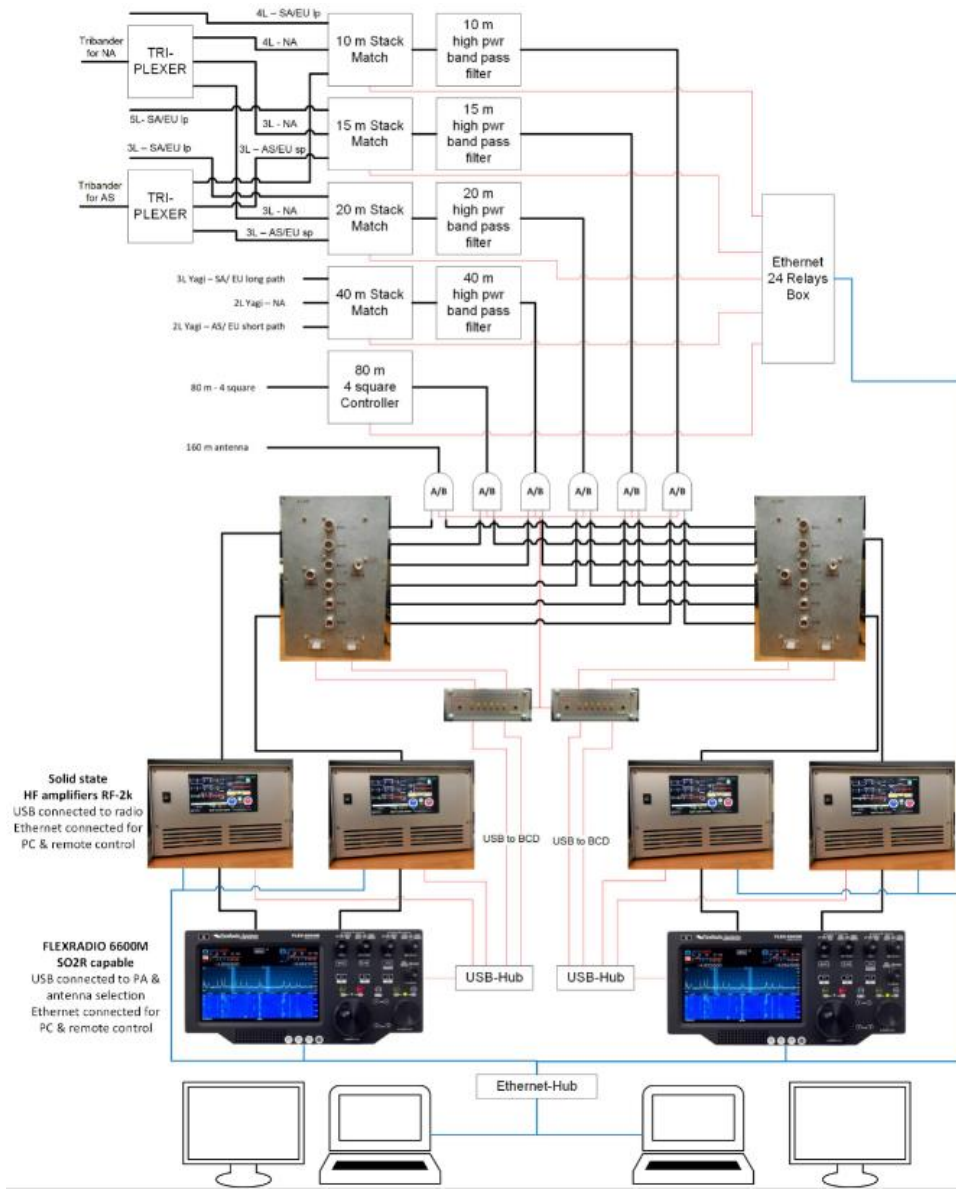 4L – SA/EU lp
Tribander
for NA
TRI-
PLEXER
4L - NA
10 m Stack
Match
10 m
high pwr
band pass
filter
5L- SA/EU lp
3L - NA
15 m Stack
Match
15 m
high pwr
band pass
filter
3L – SA/EU lp
3L – AS/EU sp
Tribander
for AS
TRI-
PLEXER
3L - NA
3L – AS/EU sp
20 m Stack
Match
20 m
high pwr
band pass
filter
Ethernet
24 Relays
Box
3L Yagi – SA/ EU long path
2L Yagi – NA
2L Yagi – AS/ EU short path
40 m Stack
Match
40 m
high pwr
band pass
filter
80 m - 4 square
80 m
4 square
Controller
160 m antenna
A/B
A/B
A/B
A/B
A/B
A/B
Solid state
HF amplifiers RF-2k
USB connected to radio
Ethernet connected for
PC & remote control
USB to BCD
USB to BCD
FLEXRADIO 6600M
SO2R capable
USB connected to PA &
antenna selection
Ethernet connected for
PC & remote control
USB-Hub
USB-Hub
Ethernet-Hub